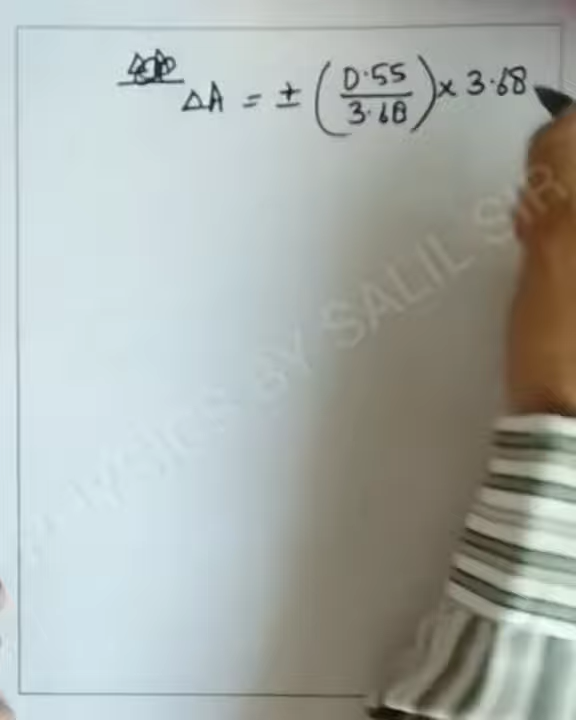 ΔA = ± (0.55/3.68) × 3.68
PHYSICS BY SALIL SIR